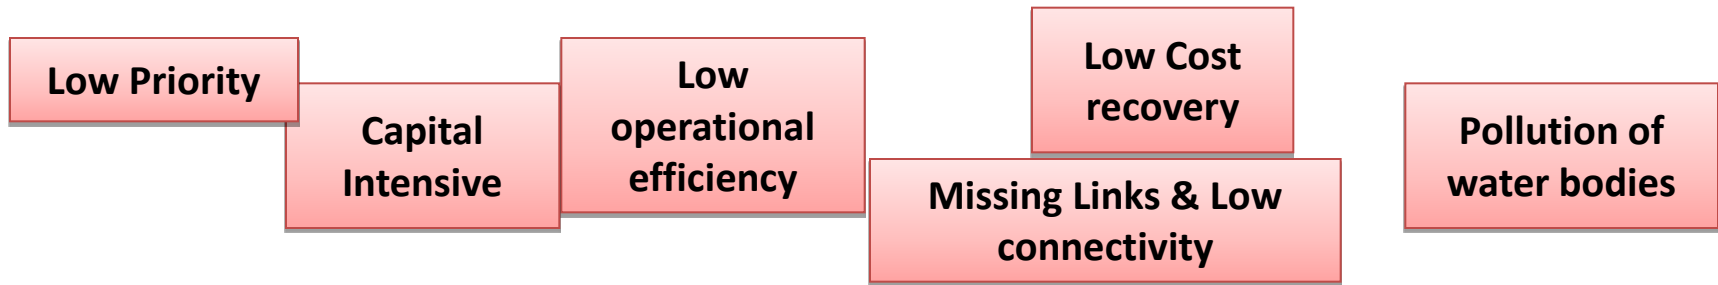 Low Priority
Capital
Intensive
Low
operational
efficiency
Low Cost
recovery
Missing Links & Low
connectivity
Pollution of
water bodies